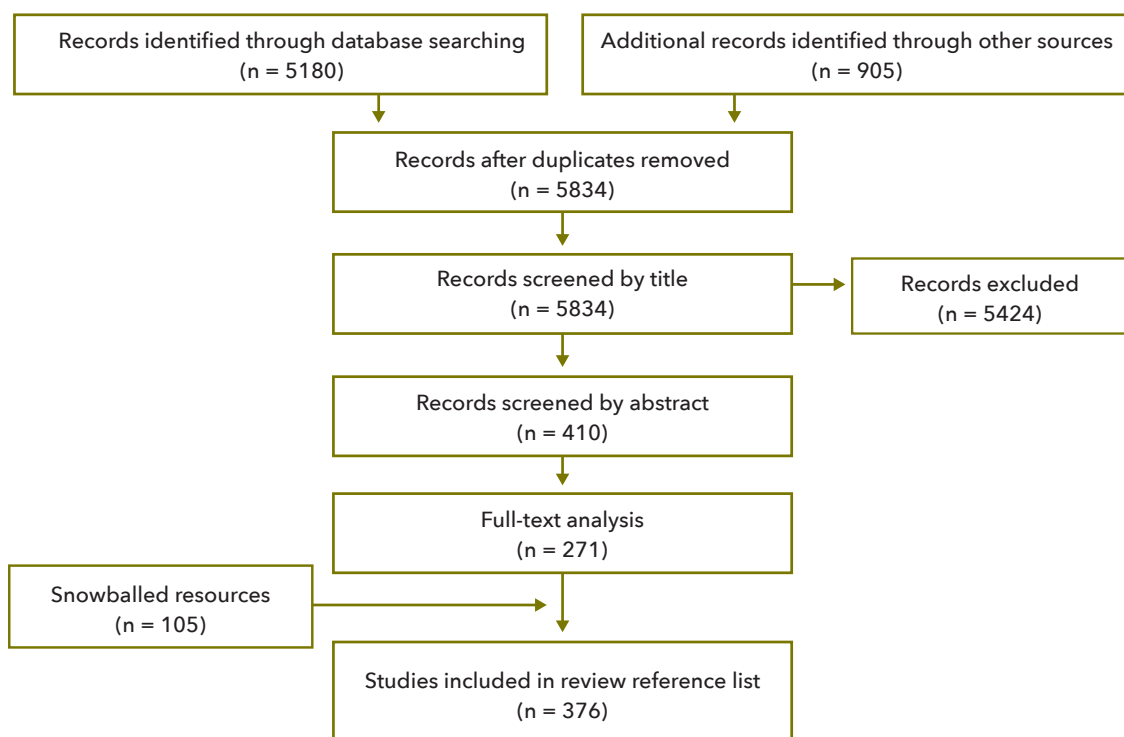 Records identified through database searching
(n = 5180)
Additional records identified through other sources
(n = 905)
Records after duplicates removed
(n = 5834)
Records screened by title
(n = 5834)
Records excluded
(n = 5424)
Records screened by abstract
(n = 410)
Full-text analysis
(n = 271)
Snowballed resources
(n = 105)
Studies included in review reference list
(n = 376)